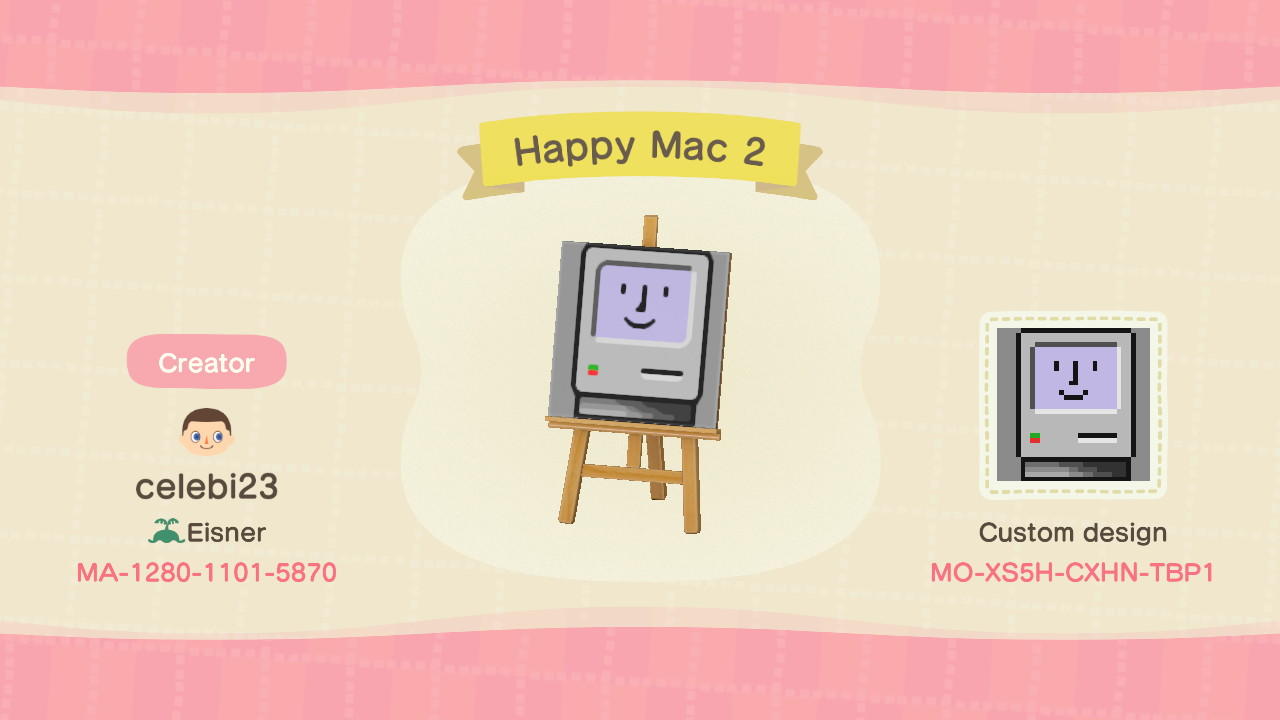 Happy Mac 2
Creator
celebi23
Eisner
MA-1280-1101-5870
Custom design
MO-XS5H-CXHN-TBP1